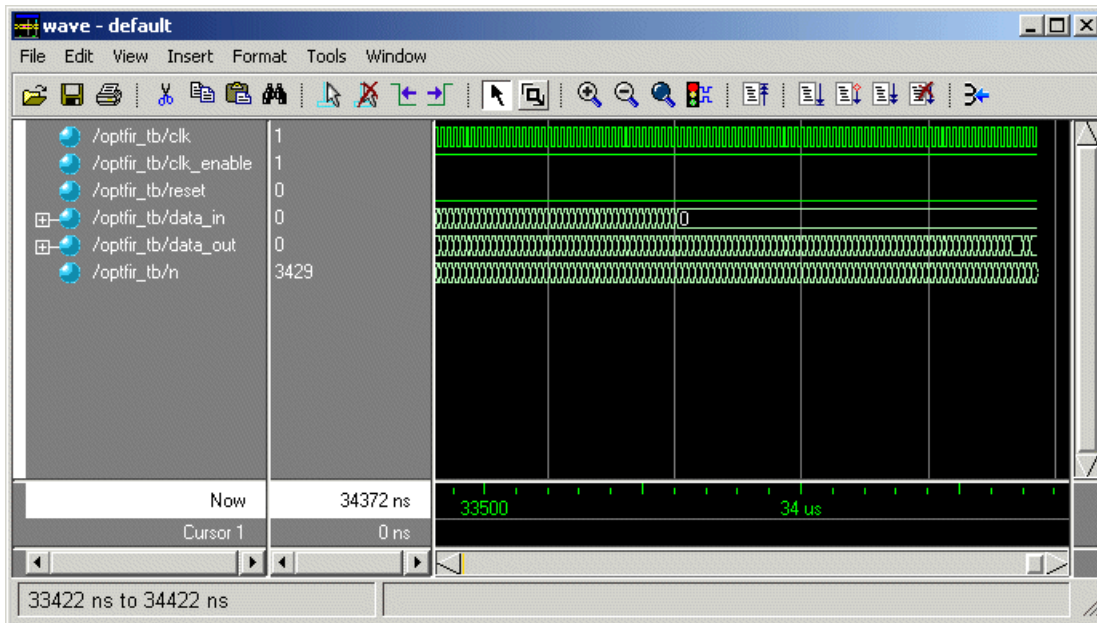 wave - default
File Edit View Insert Format Tools Window
/optfir_tb/clk 1
/optfir_tb/clk_enable 1
/optfir_tb/reset 0
/optfir_tb/data_in 0 0
/optfir_tb/data_out 0
/optfir_tb/n 3429
Now 34372 ns 33500 34 us
Cursor 1 0 ns
33422 ns to 34422 ns